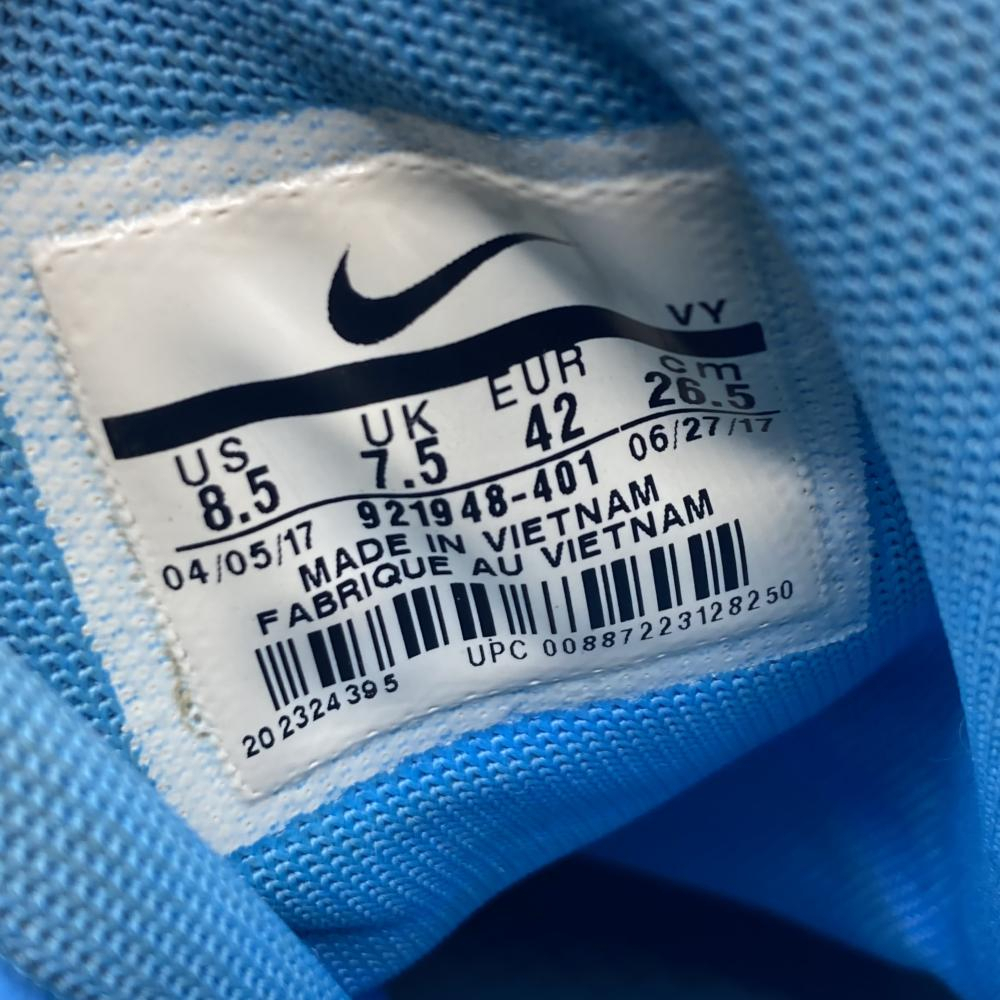 VY
US UK EUR cm
8.5 7.5 42 26.5
04/05/17 921948-401 06/27/17
MADE IN VIETNAM
FABRIQUE AU VIETNAM
UPC 00887223128250
202324395